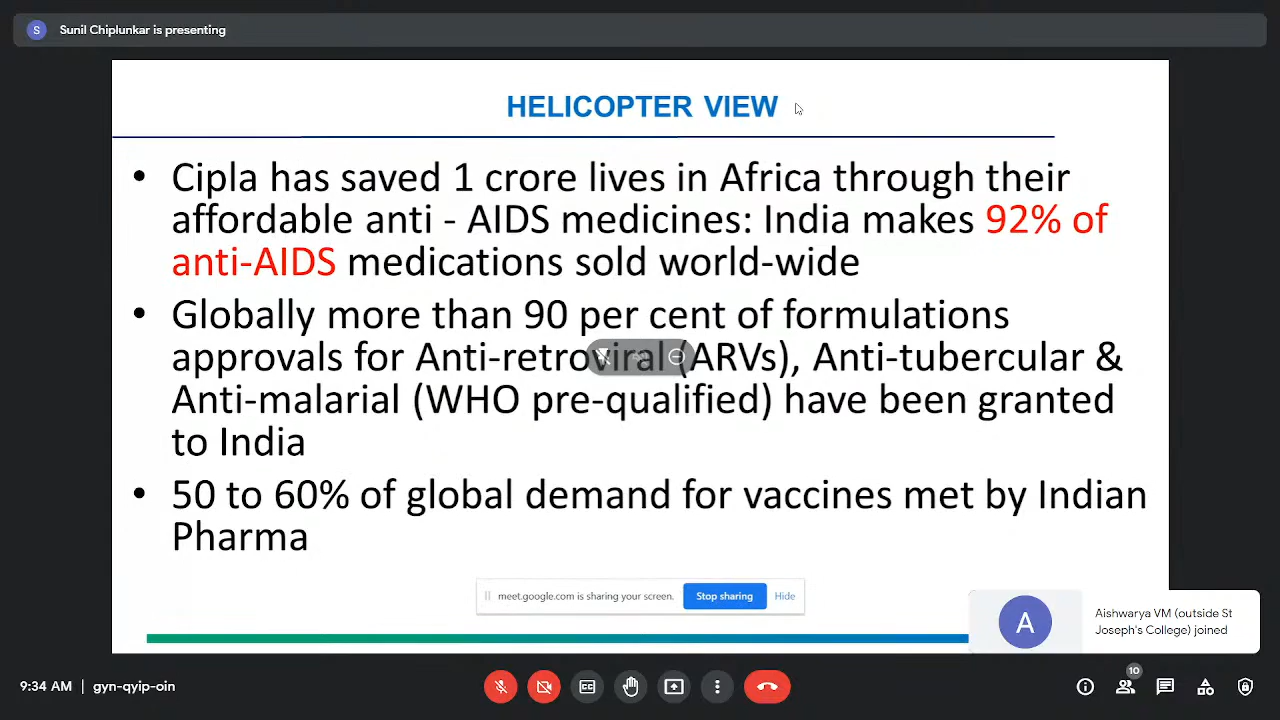 S Sunil Chiplunkar is presenting
HELICOPTER VIEW
• Cipla has saved 1 crore lives in Africa through their
affordable anti - AIDS medicines: India makes 92% of
anti-AIDS medications sold world-wide
• Globally more than 90 per cent of formulations
approvals for Anti-retroviral (ARVs), Anti-tubercular &
Anti-malarial (WHO pre-qualified) have been granted
to India
• 50 to 60% of global demand for vaccines met by Indian
Pharma
meet.google.com is sharing your screen. Stop sharing Hide
A Aishwarya VM (outside St
Joseph's College) joined
9:34 AM | gyn-qyip-oin
CC
10